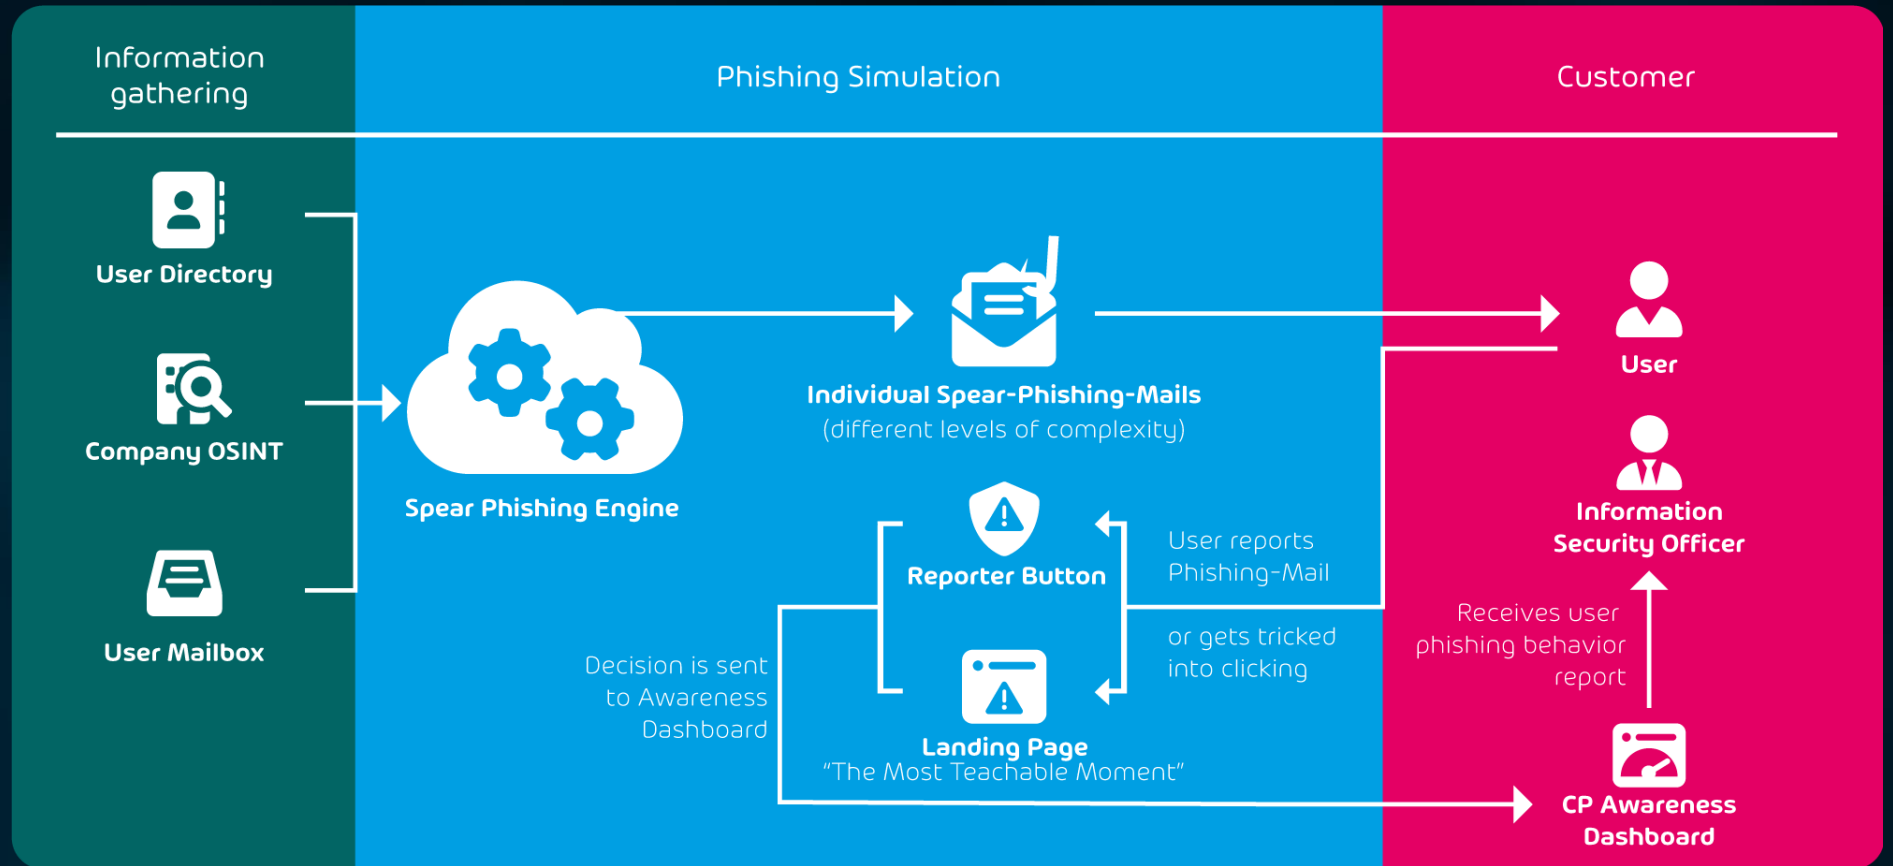 Information
gathering
Phishing Simulation
Customer
User Directory
Company OSINT
User Mailbox
Spear Phishing Engine
Individual Spear-Phishing-Mails
(different levels of complexity)
User
Information
Security Officer
Reporter Button
User reports
Phishing-Mail
or gets tricked
into clicking
Receives user
phishing behavior
report
Decision is sent
to Awareness
Dashboard
Landing Page
“The Most Teachable Moment”
CP Awareness
Dashboard